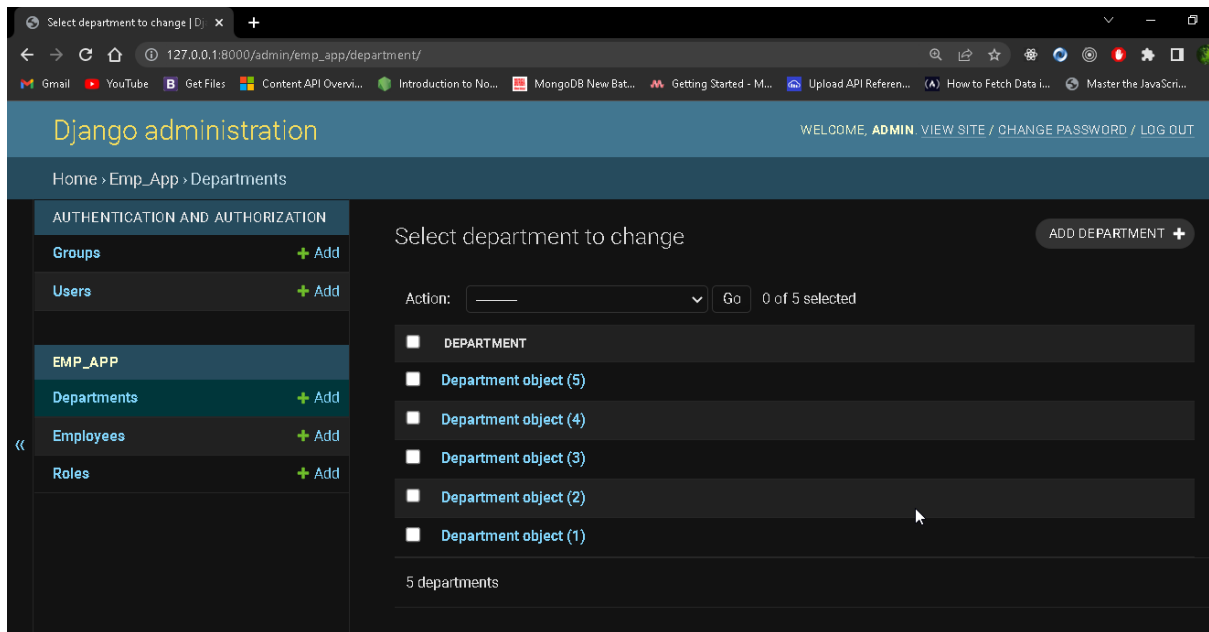 Select department to change | Dj
127.0.0.1:8000/admin/emp_app/department/
Gmail YouTube B Get Files Content API Overvi... Introduction to No... MongoDB New Bat... Getting Started - M... Upload API Referen... How to Fetch Data i... Master the JavaScri...
Django administration
WELCOME, ADMIN. VIEW SITE / CHANGE PASSWORD / LOG OUT
Home › Emp_App › Departments
AUTHENTICATION AND AUTHORIZATION
Groups + Add
Users + Add
EMP_APP
Departments + Add
Employees + Add
Roles + Add
«
Select department to change
ADD DEPARTMENT +
Action: --------- Go 0 of 5 selected
DEPARTMENT
Department object (5)
Department object (4)
Department object (3)
Department object (2)
Department object (1)
5 departments